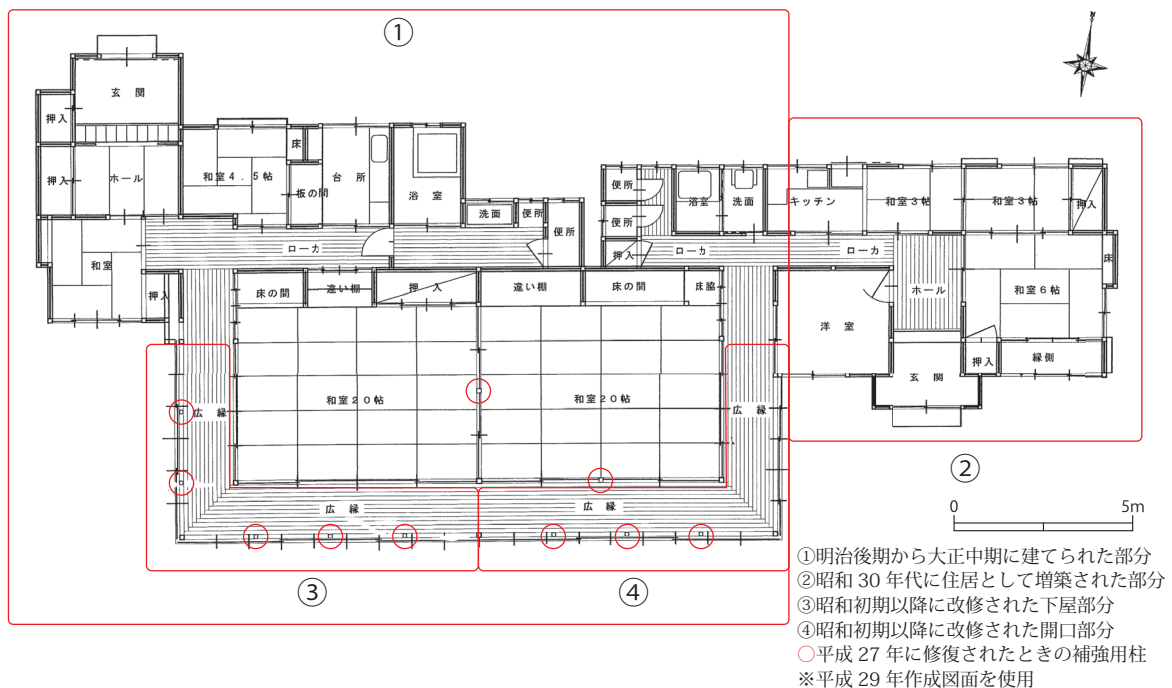 ①
N
玄 関
押入
押入
ホール
和室4.5帖
床
板の間
台 所
浴 室
洗面
便所
便所
ローカ
和室
押入
床の間
違い棚
押 入
違い棚
床の間
床脇
便所
便所
押入
浴室
洗面
キッチン
和室3帖
和室3帖
押入
ローカ
ローカ
ホール
床
和室6帖
洋 室
玄 関
押入
縁側
和室20帖
和室20帖
広 縁
広 縁
広 縁
広 縁
②
③
④
0
5m
①明治後期から大正中期に建てられた部分
②昭和 30 年代に住居として増築された部分
③昭和初期以降に改修された下屋部分
④昭和初期以降に改修された開口部分
○平成 27 年に修復されたときの補強用柱
※平成 29 年作成図面を使用